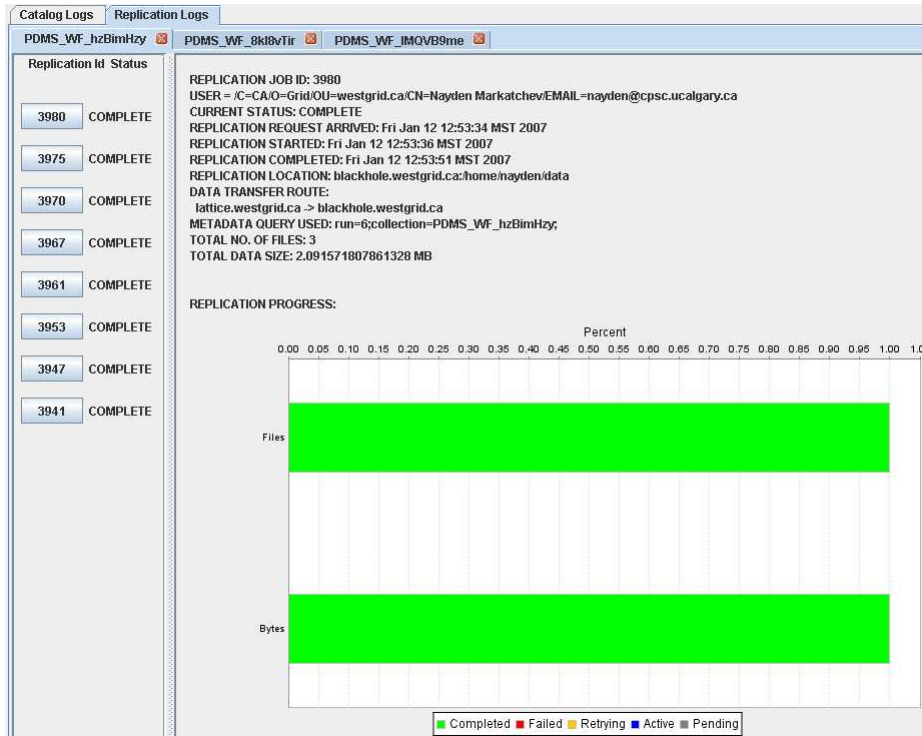 Catalog Logs Replication Logs
PDMS_WF_hzBimHzy PDMS_WF_8kl8vTir PDMS_WF_IMQVB9me
Replication Id Status
3980 COMPLETE
3975 COMPLETE
3970 COMPLETE
3967 COMPLETE
3961 COMPLETE
3953 COMPLETE
3947 COMPLETE
3941 COMPLETE
REPLICATION JOB ID: 3980
USER = /C=CA/O=Grid/OU=westgrid.ca/CN=Nayden Markatchev/EMAIL=nayden@cpsc.ucalgary.ca
CURRENT STATUS: COMPLETE
REPLICATION REQUEST ARRIVED: Fri Jan 12 12:53:34 MST 2007
REPLICATION STARTED: Fri Jan 12 12:53:36 MST 2007
REPLICATION COMPLETED: Fri Jan 12 12:53:51 MST 2007
REPLICATION LOCATION: blackhole.westgrid.ca:/home/nayden/data
DATA TRANSFER ROUTE:
lattice.westgrid.ca -> blackhole.westgrid.ca
METADATA QUERY USED: run=6;collection=PDMS_WF_hzBimHzy;
TOTAL NO. OF FILES: 3
TOTAL DATA SIZE: 2.091571807861328 MB
REPLICATION PROGRESS:
Percent
0.00 0.05 0.10 0.15 0.20 0.25 0.30 0.35 0.40 0.45 0.50 0.55 0.60 0.65 0.70 0.75 0.80 0.85 0.90 0.95 1.00 1.0
Files
Bytes
Completed Failed Retrying Active Pending